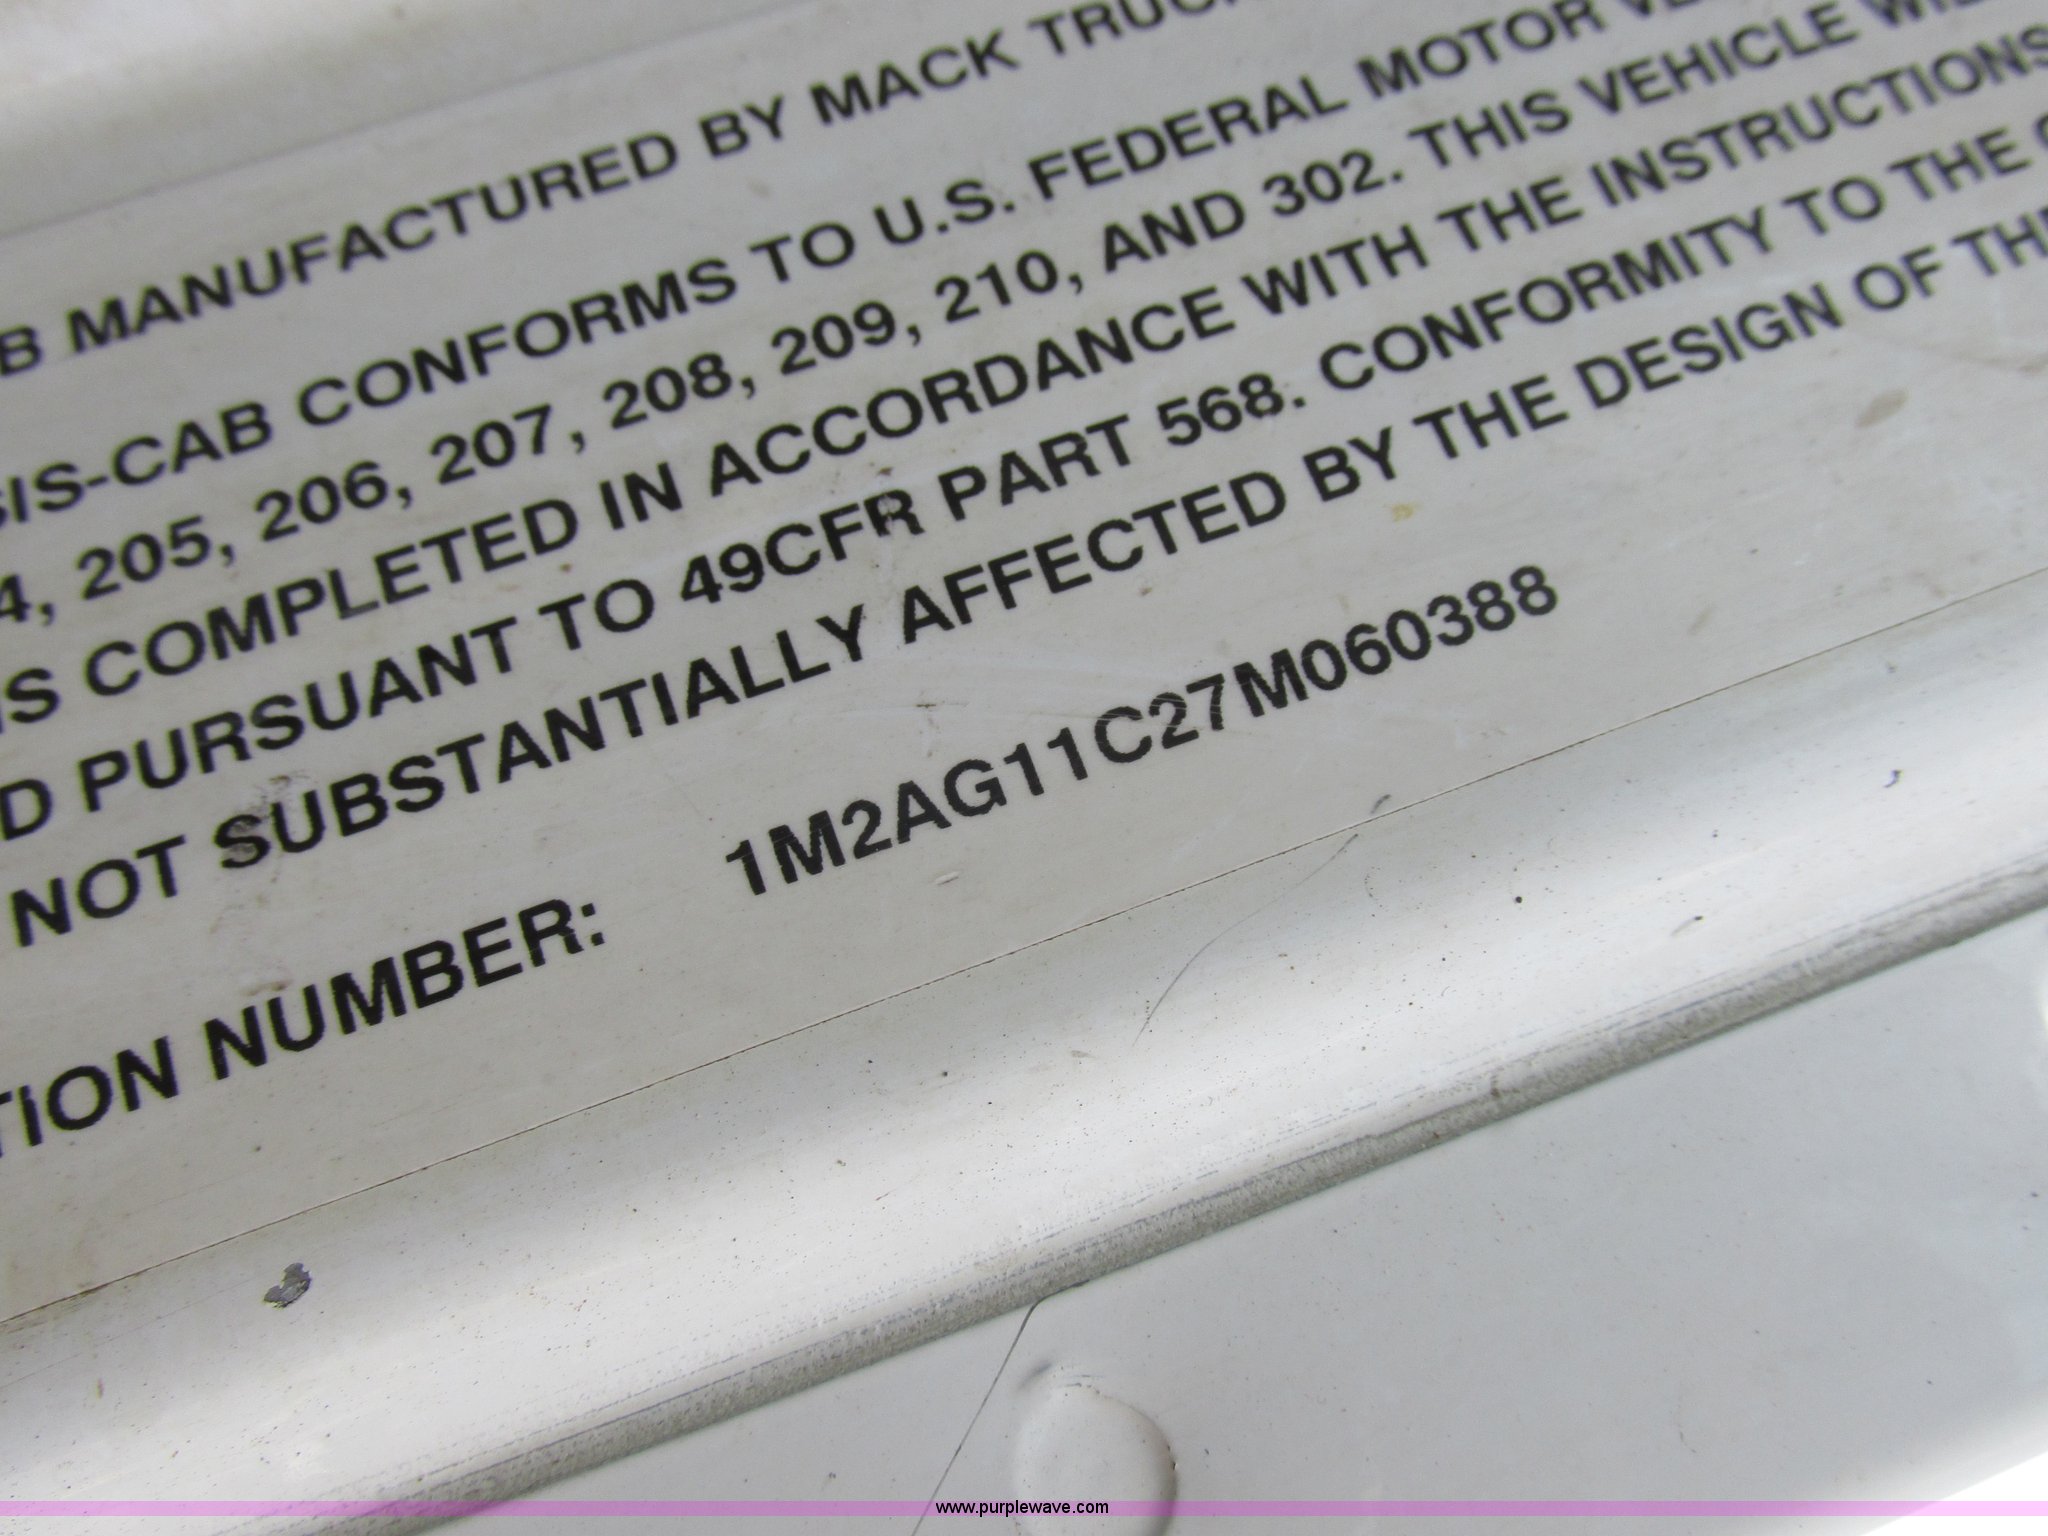 B MANUFACTURED BY MACK TRUC
SIS-CAB CONFORMS TO U.S. FEDERAL MOTOR
4, 205, 206, 207, 208, 209, 210, AND 302. THIS VEHICLE
IS COMPLETED IN ACCORDANCE WITH THE INSTRUCTIONS
D PURSUANT TO 49CFR PART 568. CONFORMITY TO THE
NOT SUBSTANTIALLY AFFECTED BY THE DESIGN OF THE
TION NUMBER: 1M2AG11C27M060388
www.purplewave.com